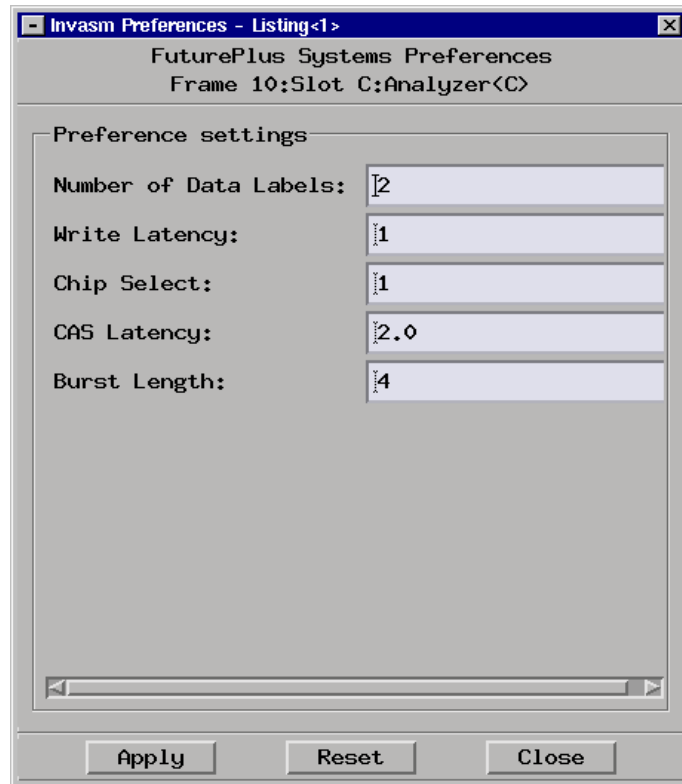 Invasm Preferences - Listing<1>
FuturePlus Systems Preferences
Frame 10:Slot C:Analyzer<C>
Preference settings
Number of Data Labels: 2
Write Latency: 1
Chip Select: 1
CAS Latency: 2.0
Burst Length: 4
Apply Reset Close